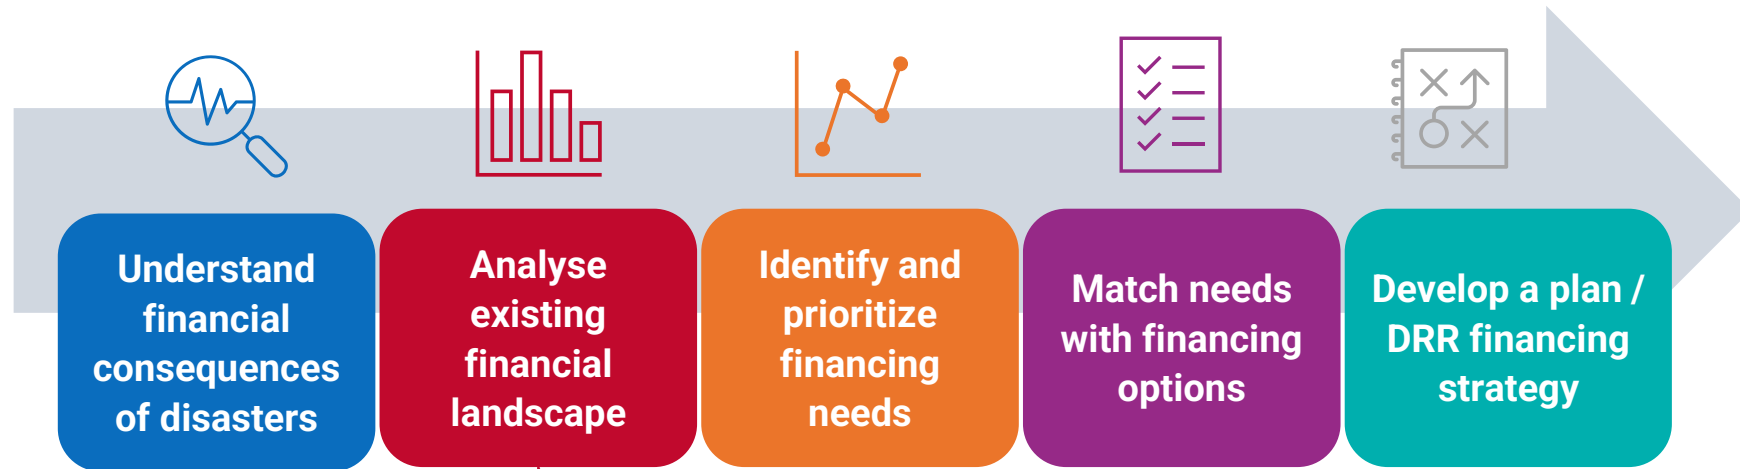 Understand
financial
consequences
of disasters
Analyse
existing
financial
landscape
Identify and
prioritize
financing
needs
Match needs
with financing
options
Develop a plan /
DRR financing
strategy